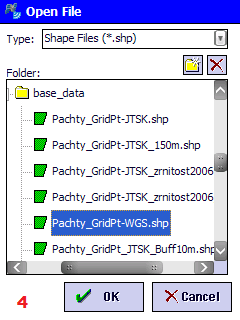 Open File
Type: Shape Files (*.shp)
Folder:
base_data
Pachty_GridPt-JTSK.shp
Pachty_GridPt-JTSK_150m.shp
Pachty_GridPt-JTSK_zrnitost2006
Pachty_GridPt-JTSK_zrnitost2006
Pachty_GridPt-WGS.shp
Pachty_GridPt_JTSK_Buff10m.shp
4
OK
Cancel